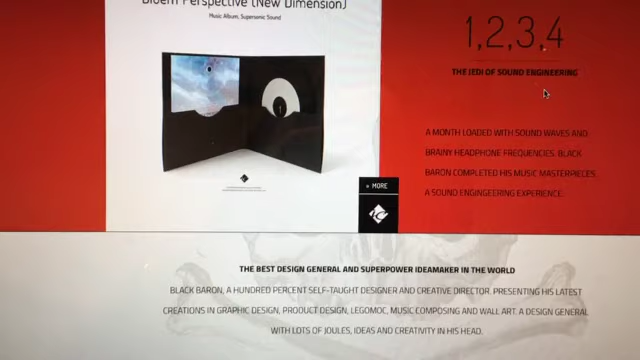 Bloem Perspective (New Dimension)
Music Album, Supersonic Sound
» MORE
1,2,3,4
THE JEDI OF SOUND ENGINEERING
A MONTH LOADED WITH SOUND WAVES AND
BRAINY HEADPHONE FREQUENCIES. BLACK
BARON COMPLETED HIS MUSIC MASTERPIECES.
A SOUND ENGINGEERING EXPERIENCE.
THE BEST DESIGN GENERAL AND SUPERPOWER IDEAMAKER IN THE WORLD
BLACK BARON, A HUNDRED PERCENT SELF-TAUGHT DESIGNER AND CREATIVE DIRECTOR. PRESENTING HIS LATEST
CREATIONS IN GRAPHIC DESIGN, PRODUCT DESIGN, LEGOMOC, MUSIC COMPOSING AND WALL ART. A DESIGN GENERAL
WITH LOTS OF JOULES, IDEAS AND CREATIVITY IN HIS HEAD.